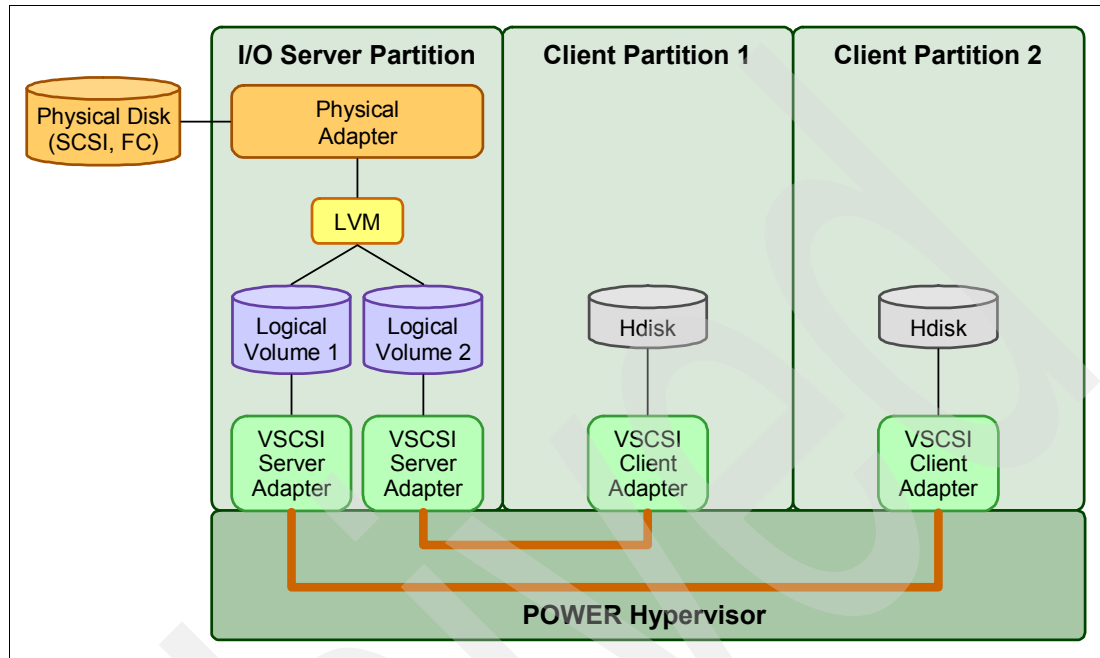 I/O Server Partition
Client Partition 1
Client Partition 2
Physical Disk
(SCSI, FC)
Physical
Adapter
LVM
Logical
Volume 1
Logical
Volume 2
Hdisk
Hdisk
VSCSI
Server
Adapter
VSCSI
Server
Adapter
VSCSI
Client
Adapter
VSCSI
Client
Adapter
POWER Hypervisor